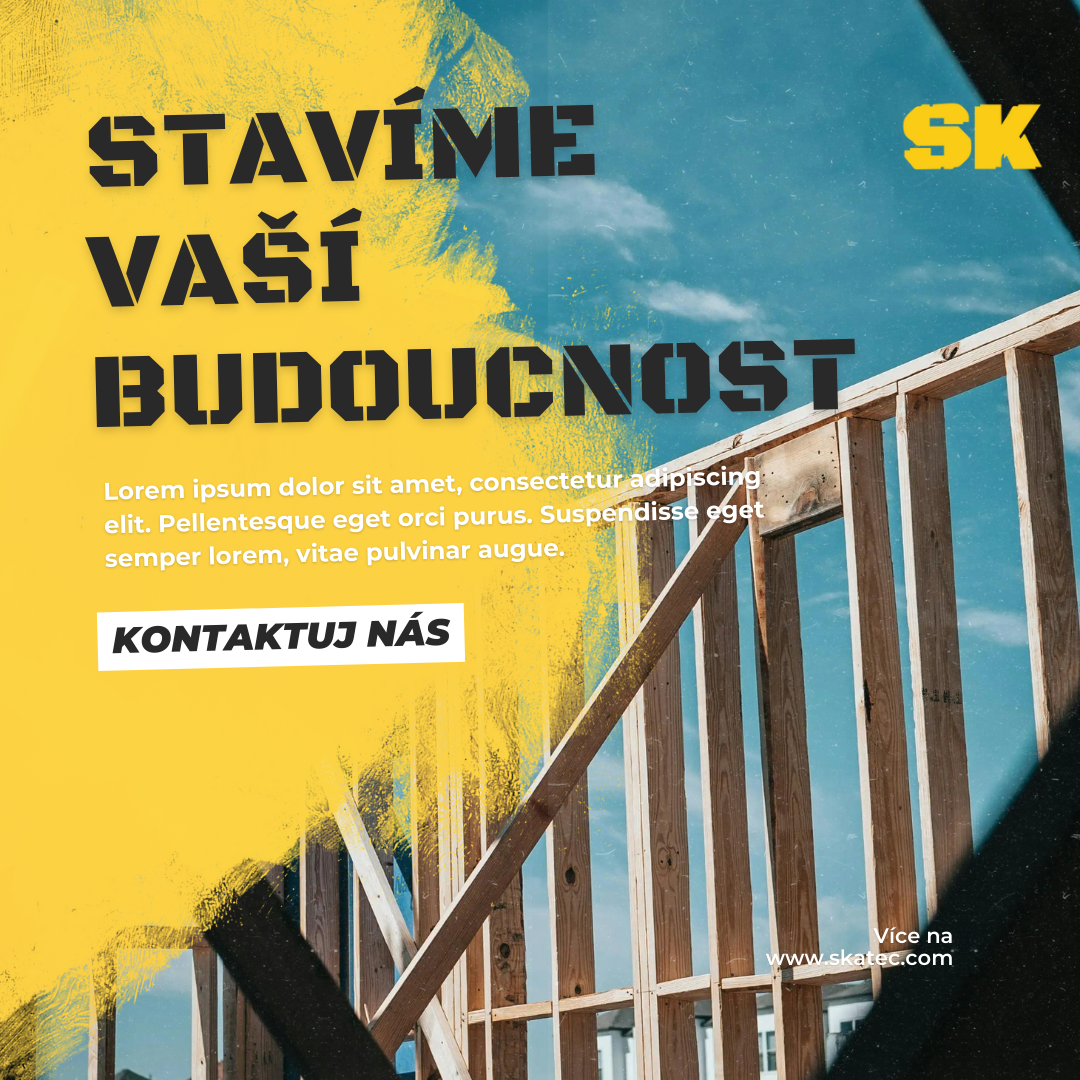 STAVÍME
SK
VAŠÍ
BUDOUCNOST
Lorem ipsum dolor sit amet, consectetur adipiscing
elit. Pellentesque eget orci purus. Suspendisse eget
semper lorem, vitae pulvinar augue.
KONTAKTUJ NÁS
Více na
www.skatec.com